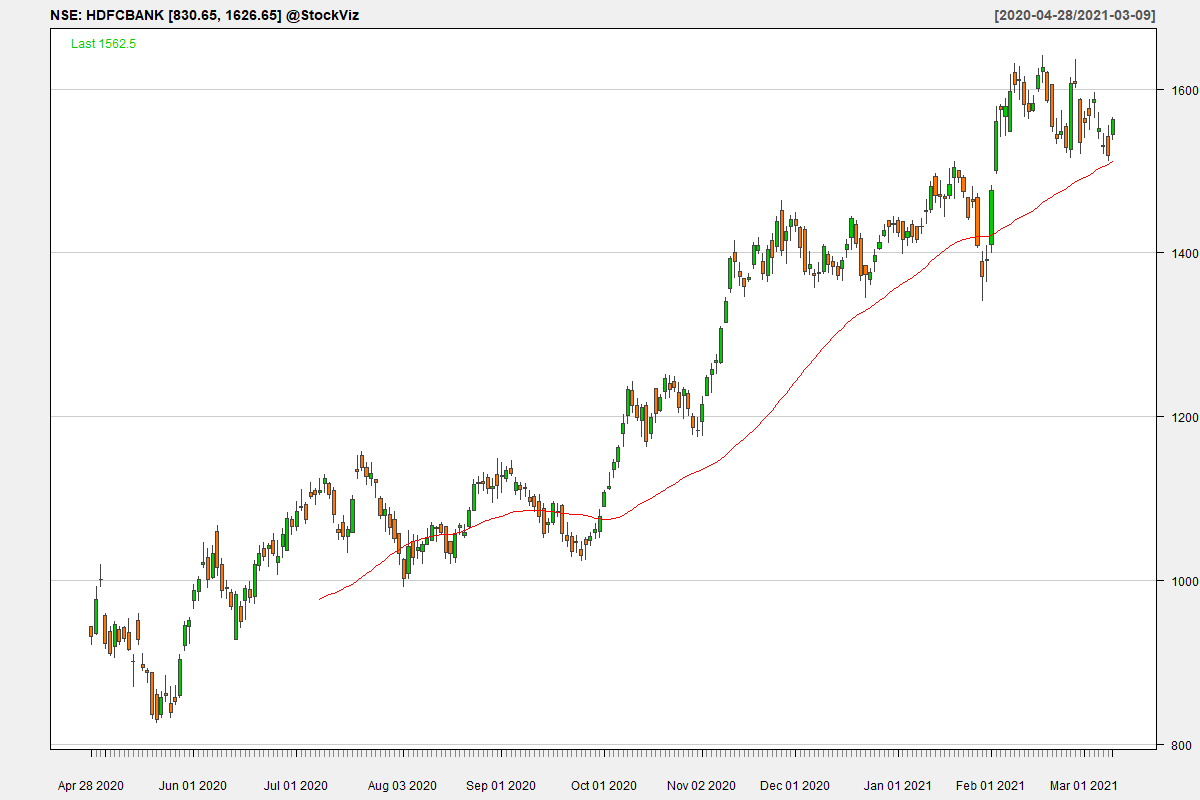 NSE: HDFCBANK [830.65, 1626.65] @StockViz [2020-04-28/2021-03-09]
Last 1562.5
1600
1400
1200
1000
800
Apr 28 2020 Jun 01 2020 Jul 01 2020 Aug 03 2020 Sep 01 2020 Oct 01 2020 Nov 02 2020 Dec 01 2020 Jan 01 2021 Feb 01 2021 Mar 01 2021